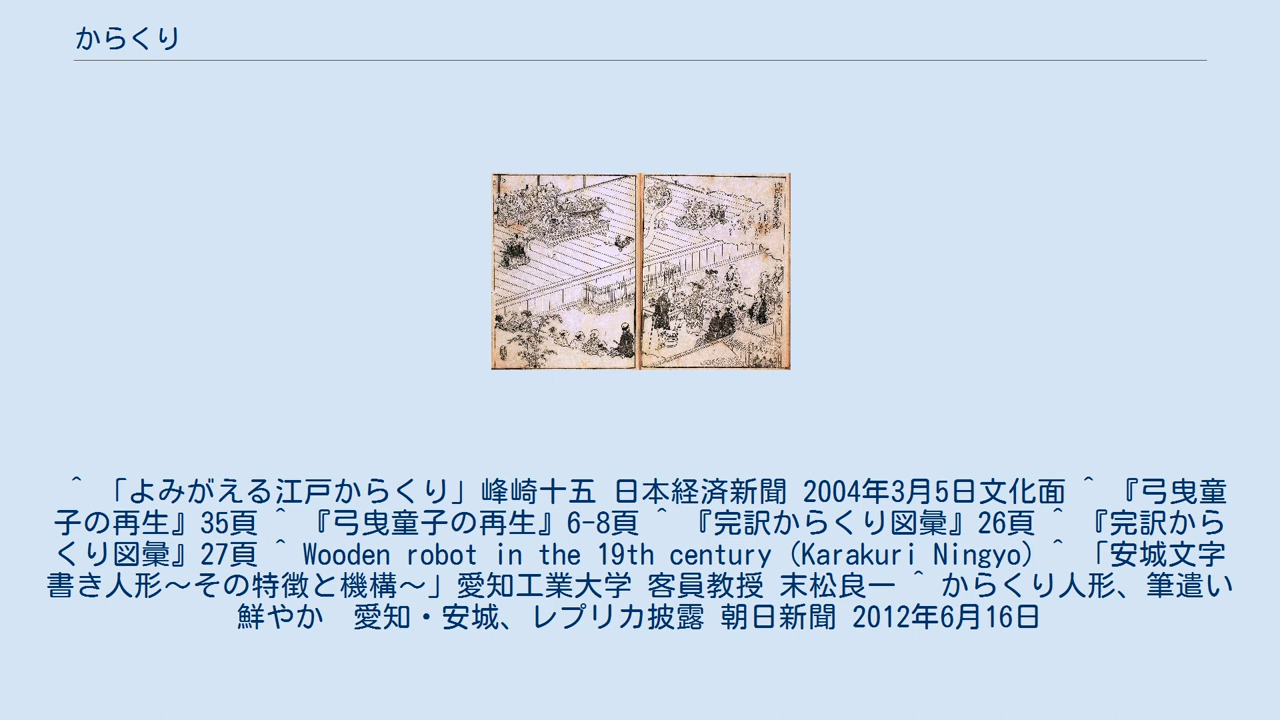 からくり
^ 「よみがえる江戸からくり」峰崎十五 日本経済新聞 2004年3月5日文化面 ^ 『弓曳童
子の再生』35頁 ^ 『弓曳童子の再生』6-8頁 ^ 『完訳からくり図彙』26頁 ^ 『完訳から
くり図彙』27頁 ^ Wooden robot in the 19th century (Karakuri Ningyo) ^ 「安城文字
書き人形～その特徴と機構～」愛知工業大学 客員教授 末松良一 ^ からくり人形、筆遣い
鮮やか　愛知・安城、レプリカ披露 朝日新聞 2012年6月16日